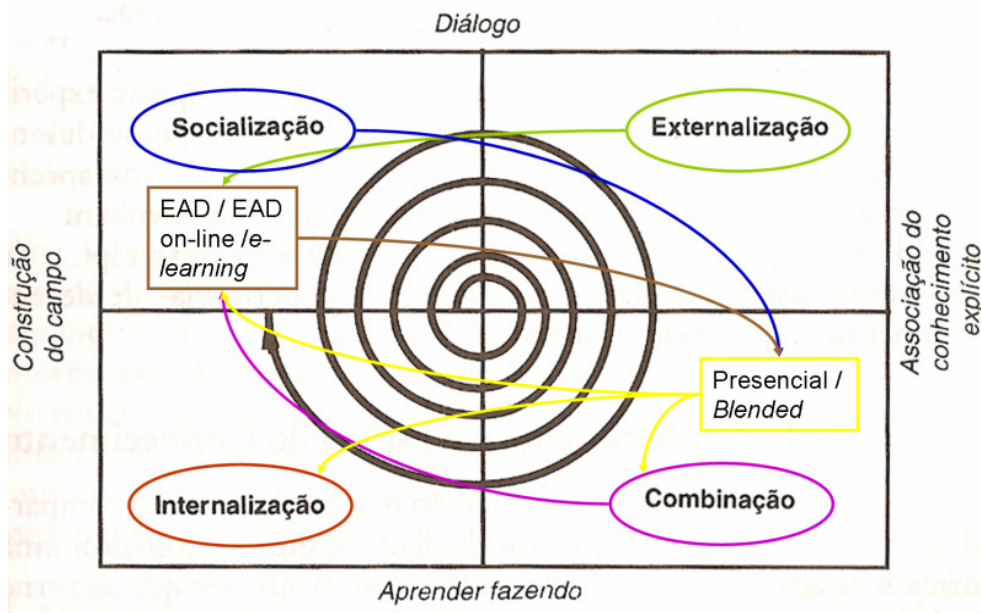 Diálogo
Socialização
Externalização
EAD / EAD
on-line /e-
learning
Construção
do campo
Associação do
conhecimento
explícito
Presencial /
Blended
Internalização
Combinação
Aprender fazendo